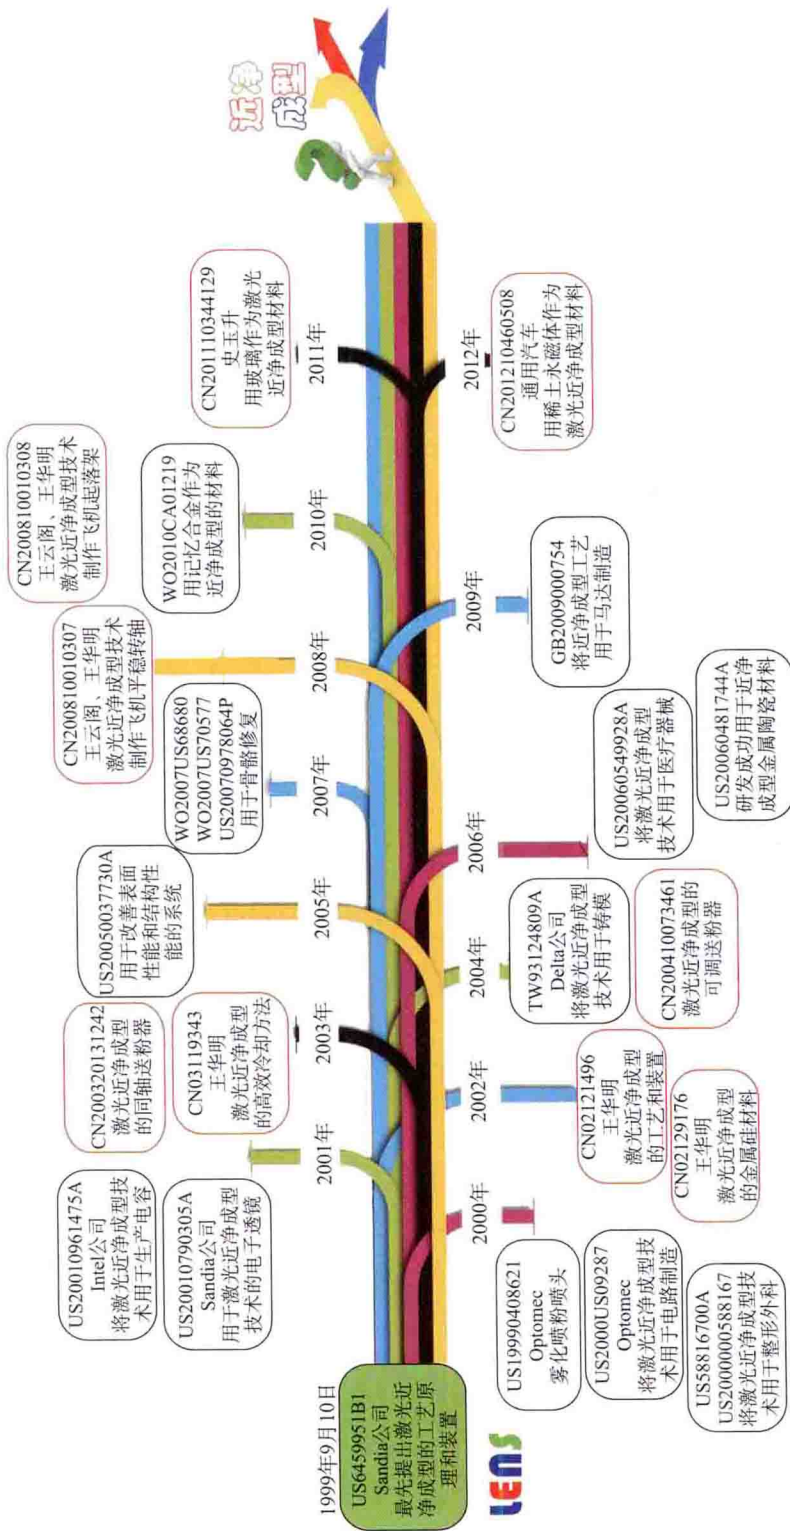 1999年9月10日
US6459951B1
Sandia公司
最先提出激光近
净成型的工艺原
理和装置
LENS
US20010961475A
Intel公司
将激光近净成型技
术用于生产电容
US20010790305A
Sandia公司
用于激光近净成型
技术的电子透镜
2001年
US19990408621
Optomec
雾化喷粉喷头
US2000US09287
Optomec
将激光近净成型技
术用于电路制造
US58816700A
US2000000588167
将激光近净成型技
术用于整形外科
2000年
CN200320131242
激光近净成型
的同轴送粉器
CN03119343
王华明
激光近净成型
的高效冷却方法
2003年
2002年
CN02121496
王华明
激光近净成型
的工艺和装置
CN02129176
王华明
激光近净成型
的金属硅材料
US20050037730A
用于改善表面
性能和结构性
能的系统
2005年
2004年
TW93124809A
Delta公司
将激光近净成型
技术用于铸模
CN200410073461
激光近净成型的
可调送粉器
WO2007US68680
WO2007US70577
US20070978064P
用于骨骼修复
2007年
2006年
US20060549928A
将激光近净成型
技术用于医疗器械
US20060481744A
研发成功用于近净
成型金属陶瓷材料
CN200810010307
王云阁、王华明
激光近净成型技术
制作飞机平稳转轴
CN200810010308
王云阁、王华明
激光近净成型技术
制作飞机起落架
2008年
2009年
GB2009000754
将近净成型工艺
用于马达制造
WO2010CA01219
用记忆合金作为
近净成型的材料
2010年
CN201110344129
史玉升
用玻璃作为激光
近净成型材料
2011年
2012年
CN201210460508
通用汽车
用稀土永磁体作为
激光近净成型材料
近净
成型